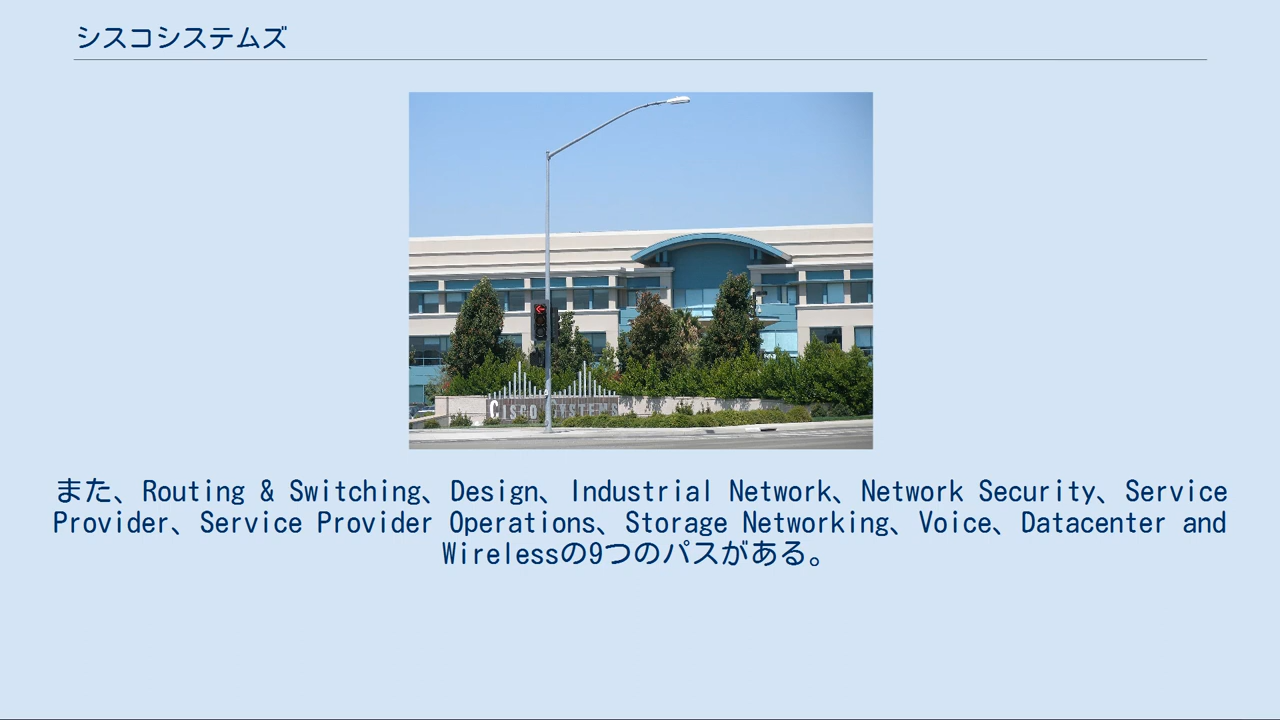 シスコシステムズ
CISCO SYSTEMS
また、Routing & Switching、Design、Industrial Network、Network Security、Service
Provider、Service Provider Operations、Storage Networking、Voice、Datacenter and
Wirelessの9つのパスがある。